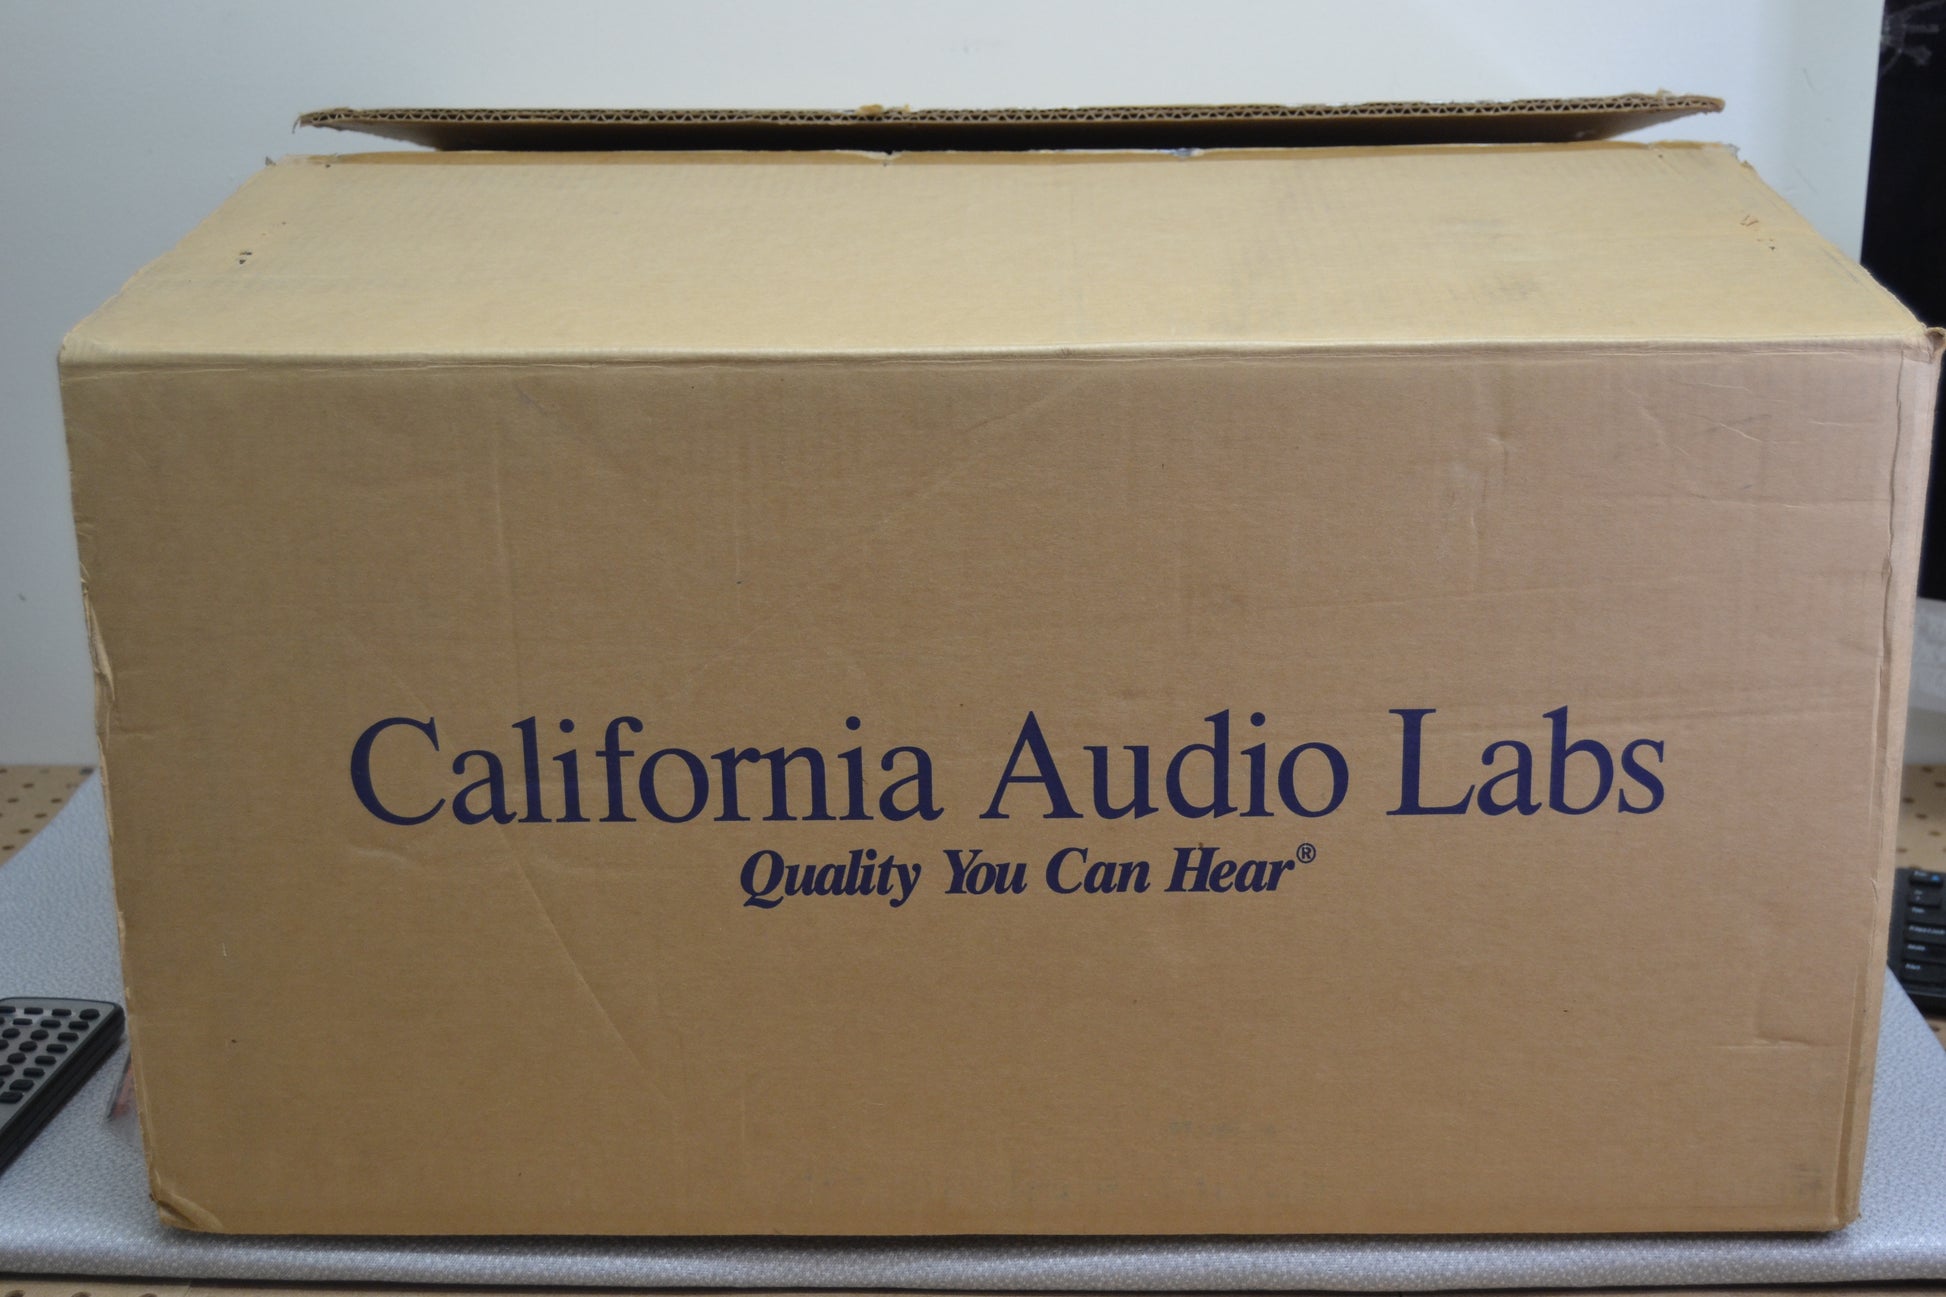 California Audio Labs
Quality You Can Hear®